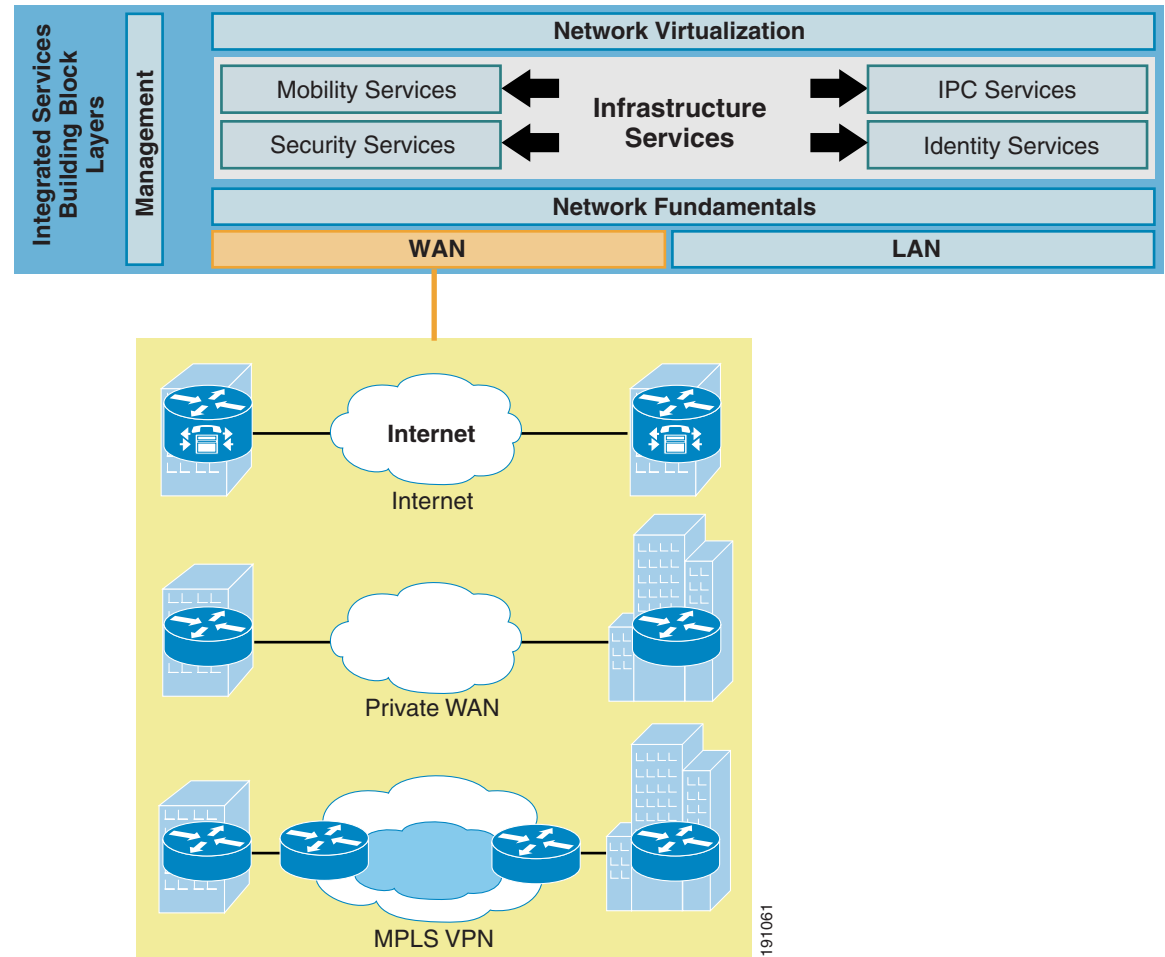 Integrated Services
Building Block
Layers
Management
Network Virtualization
Mobility Services
Security Services
Infrastructure
Services
IPC Services
Identity Services
Network Fundamentals
WAN
LAN
Internet
Internet
Private WAN
MPLS VPN
191061